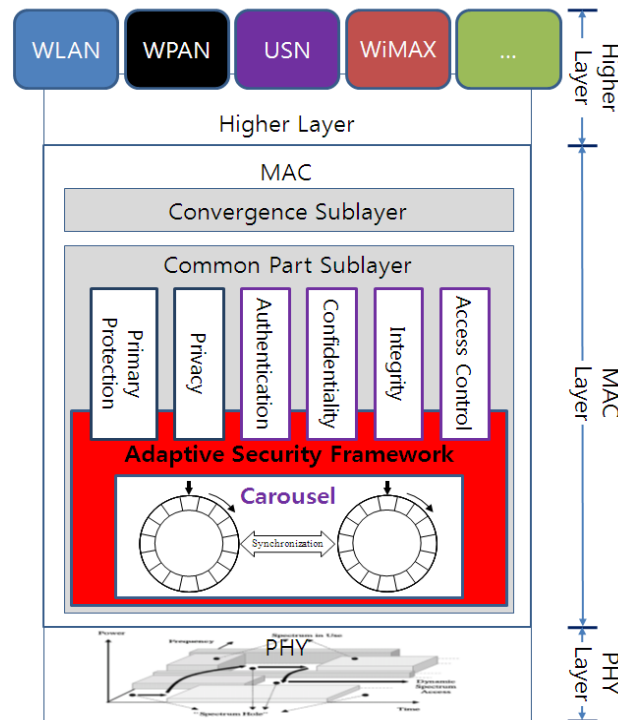 WLAN
WPAN
USN
WiMAX
...
Higher Layer
Higher Layer
MAC
Convergence Sublayer
Common Part Sublayer
Primary Protection
Privacy
Authentication
Confidentiality
Integrity
Access Control
MAC Layer
Adaptive Security Framework
Carousel
Synchronization
PHY
PHY Layer
Power
Frequency
Spectrum in Use
Dynamic
Spectrum
Access
"Spectrum Hole"
Time